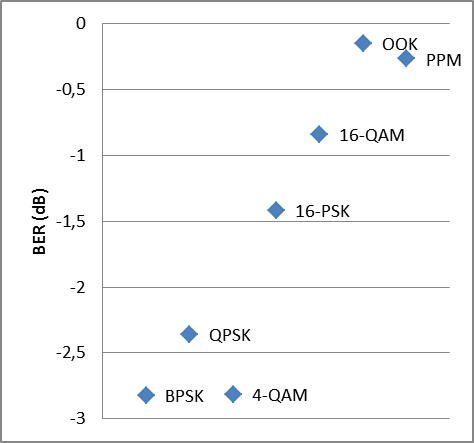 0
OOK
PPM
-0,5
16-QAM
-1
16-PSK
-1,5
BER (dB)
-2
QPSK
-2,5
BPSK
4-QAM
-3